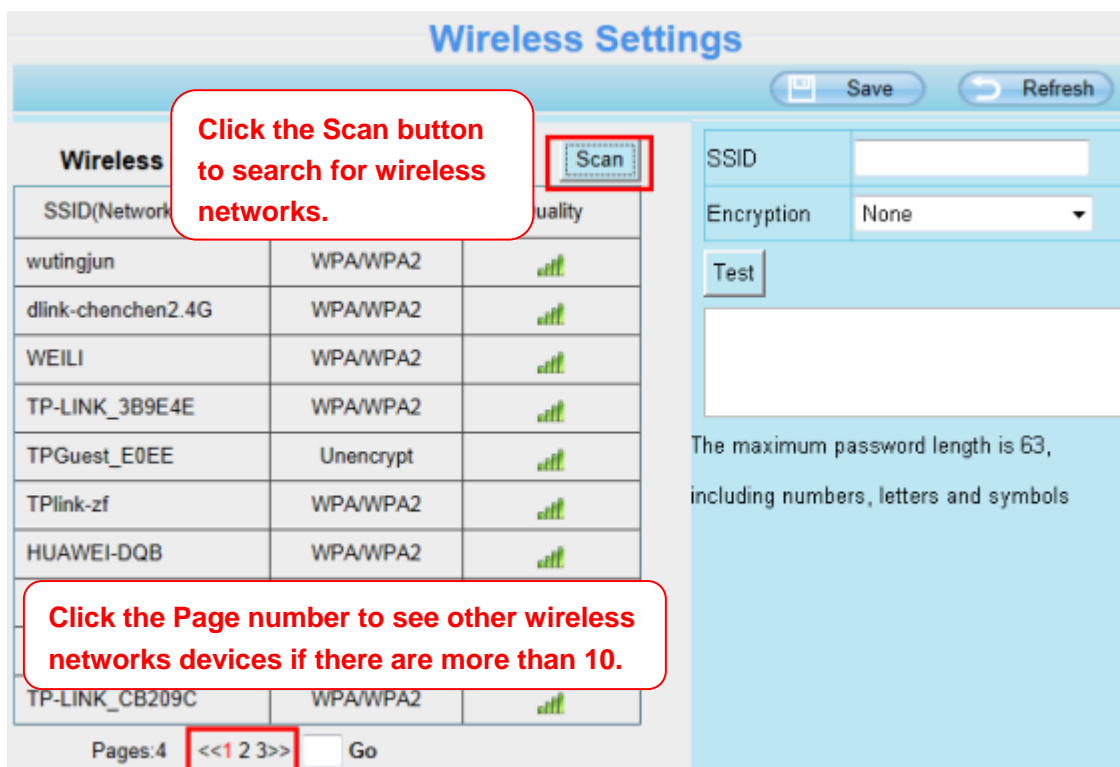 Wireless Settings
Save Refresh
Click the Scan button
to search for wireless
networks.
Wireless
Scan
SSID(Network uality
wutingjun WPA/WPA2
dlink-chenchen2.4G WPA/WPA2
WEILI WPA/WPA2
TP-LINK_3B9E4E WPA/WPA2
TPGuest_E0EE Unencrypt
TPlink-zf WPA/WPA2
HUAWEI-DQB WPA/WPA2
Click the Page number to see other wireless
networks devices if there are more than 10.
TP-LINK_CB209C WPA/WPA2
Pages:4 <<1 2 3>> Go
SSID
Encryption None
Test
The maximum password length is 63,
including numbers, letters and symbols